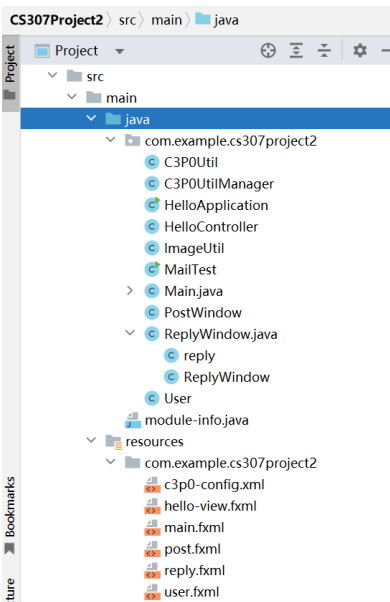 CS307Project2 〉 src 〉 main 〉 java
Project
Project
src
main
java
com.example.cs307project2
C3P0Util
C3P0UtilManager
HelloApplication
HelloController
ImageUtil
MailTest
Main.java
PostWindow
ReplyWindow.java
reply
ReplyWindow
User
module-info.java
resources
com.example.cs307project2
c3p0-config.xml
hello-view.fxml
main.fxml
post.fxml
reply.fxml
user.fxml
Bookmarks
ture